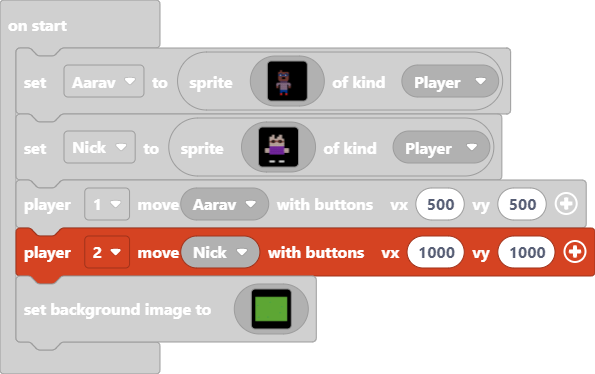 on start
set Aarav to sprite of kind Player
set Nick to sprite of kind Player
player 1 move Aarav with buttons vx 500 vy 500
player 2 move Nick with buttons vx 1000 vy 1000
set background image to